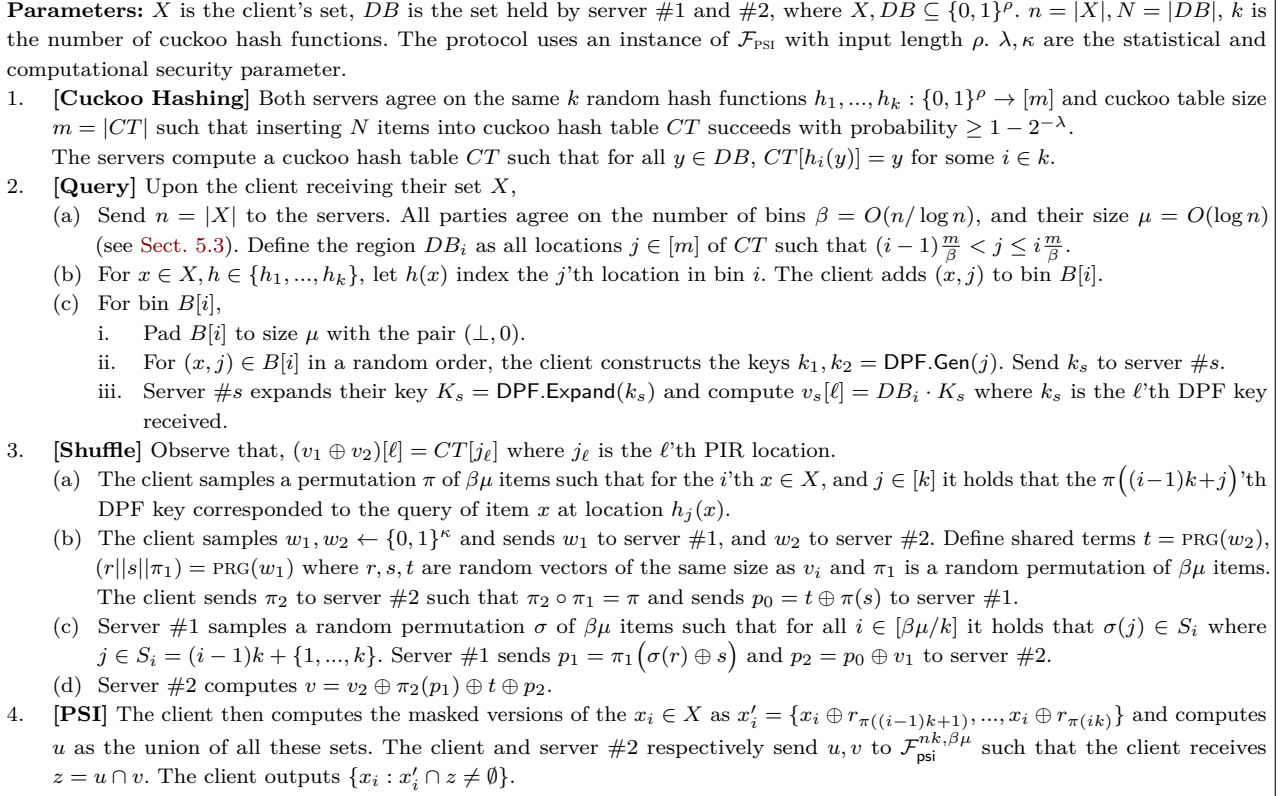 Parameters: X is the client's set, DB is the set held by server #1 and #2, where X, DB ⊆ {0, 1}^ρ. n = |X|, N = |DB|, k is
the number of cuckoo hash functions. The protocol uses an instance of F_PSI with input length ρ. λ, κ are the statistical and
computational security parameter.
1. [Cuckoo Hashing] Both servers agree on the same k random hash functions h_1, ..., h_k : {0, 1}^ρ → [m] and cuckoo table size
m = |CT| such that inserting N items into cuckoo hash table CT succeeds with probability ≥ 1 − 2^{−λ}.
The servers compute a cuckoo hash table CT such that for all y ∈ DB, CT[h_i(y)] = y for some i ∈ k.
2. [Query] Upon the client receiving their set X,
(a) Send n = |X| to the servers. All parties agree on the number of bins β = O(n/ log n), and their size μ = O(log n)
(see Sect. 5.3). Define the region DB_i as all locations j ∈ [m] of CT such that (i − 1)\frac{m}{β} < j ≤ i\frac{m}{β}.
(b) For x ∈ X, h ∈ {h_1, ..., h_k}, let h(x) index the j'th location in bin i. The client adds (x, j) to bin B[i].
(c) For bin B[i],
i. Pad B[i] to size μ with the pair (⊥, 0).
ii. For (x, j) ∈ B[i] in a random order, the client constructs the keys k_1, k_2 = DPF.Gen(j). Send k_s to server #s.
iii. Server #s expands their key K_s = DPF.Expand(k_s) and compute v_s[ℓ] = DB_i · K_s where k_s is the ℓ'th DPF key
received.
3. [Shuffle] Observe that, (v_1 ⊕ v_2)[ℓ] = CT[j_ℓ] where j_ℓ is the ℓ'th PIR location.
(a) The client samples a permutation π of βμ items such that for the i'th x ∈ X, and j ∈ [k] it holds that the π((i−1)k+j)'th
DPF key corresponded to the query of item x at location h_j(x).
(b) The client samples w_1, w_2 ← {0, 1}^κ and sends w_1 to server #1, and w_2 to server #2. Define shared terms t = PRG(w_2),
(r||s||π_1) = PRG(w_1) where r, s, t are random vectors of the same size as v_i and π_1 is a random permutation of βμ items.
The client sends π_2 to server #2 such that π_2 ∘ π_1 = π and sends p_0 = t ⊕ π(s) to server #1.
(c) Server #1 samples a random permutation σ of βμ items such that for all i ∈ [βμ/k] it holds that σ(j) ∈ S_i where
j ∈ S_i = (i − 1)k + {1, ..., k}. Server #1 sends p_1 = π_1(σ(r) ⊕ s) and p_2 = p_0 ⊕ v_1 to server #2.
(d) Server #2 computes v = v_2 ⊕ π_2(p_1) ⊕ t ⊕ p_2.
4. [PSI] The client then computes the masked versions of the x_i ∈ X as x'_i = {x_i ⊕ r_{π((i−1)k+1)}, ..., x_i ⊕ r_{π(ik)}} and computes
u as the union of all these sets. The client and server #2 respectively send u, v to F_psi^{nk,βμ} such that the client receives
z = u ∩ v. The client outputs {x_i : x'_i ∩ z ≠ ∅}.